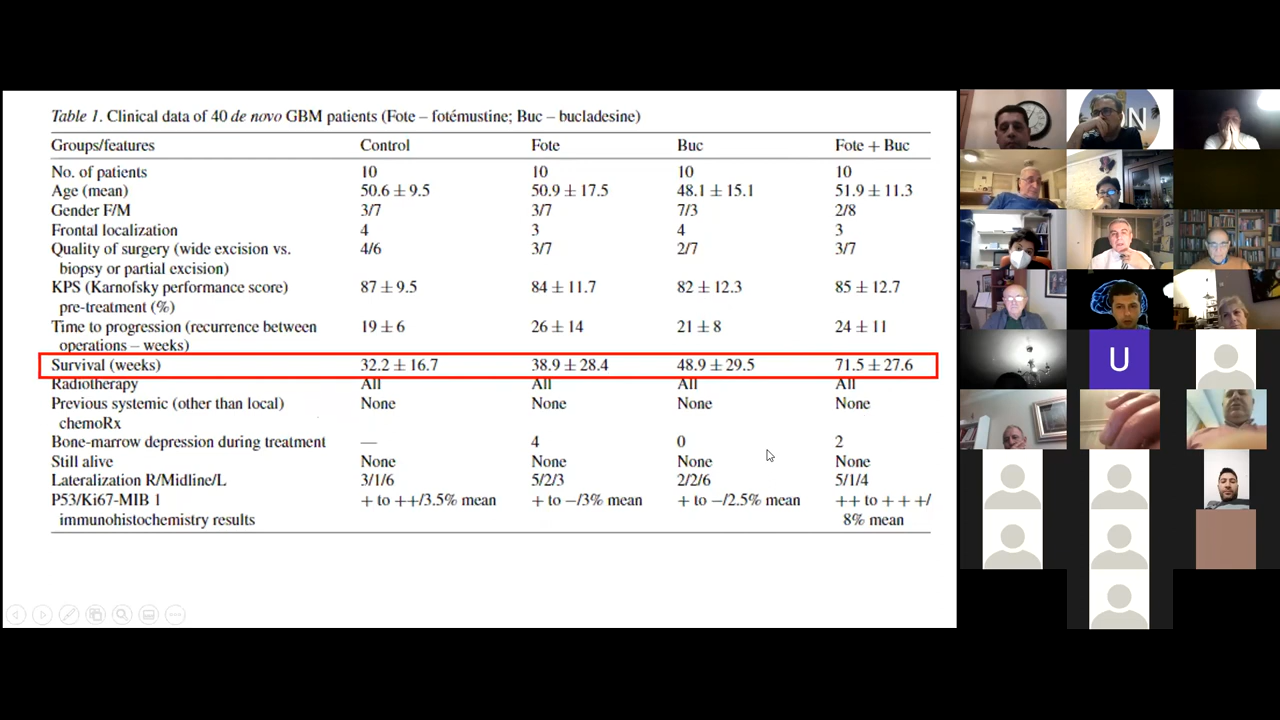 Table 1. Clinical data of 40 de novo GBM patients (Fote – fotémustine; Buc – bucladesine)
Groups/features Control Fote Buc Fote + Buc
No. of patients 10 10 10 10
Age (mean) 50.6 ± 9.5 50.9 ± 17.5 48.1 ± 15.1 51.9 ± 11.3
Gender F/M 3/7 3/7 7/3 2/8
Frontal localization 4 3 4 3
Quality of surgery (wide excision vs. 4/6 3/7 2/7 3/7
biopsy or partial excision)
KPS (Karnofsky performance score) 87 ± 9.5 84 ± 11.7 82 ± 12.3 85 ± 12.7
pre-treatment (%)
Time to progression (recurrence between 19 ± 6 26 ± 14 21 ± 8 24 ± 11
operations – weeks)
Survival (weeks) 32.2 ± 16.7 38.9 ± 28.4 48.9 ± 29.5 71.5 ± 27.6
Radiotherapy All All All All
Previous systemic (other than local) None None None None
chemoRx
Bone-marrow depression during treatment — 4 0 2
Still alive None None None None
Lateralization R/Midline/L 3/1/6 5/2/3 2/2/6 5/1/4
P53/Ki67-MIB 1 + to ++/3.5% mean + to −/3% mean + to −/2.5% mean ++ to + + +/
immunohistochemistry results 8% mean
N
U